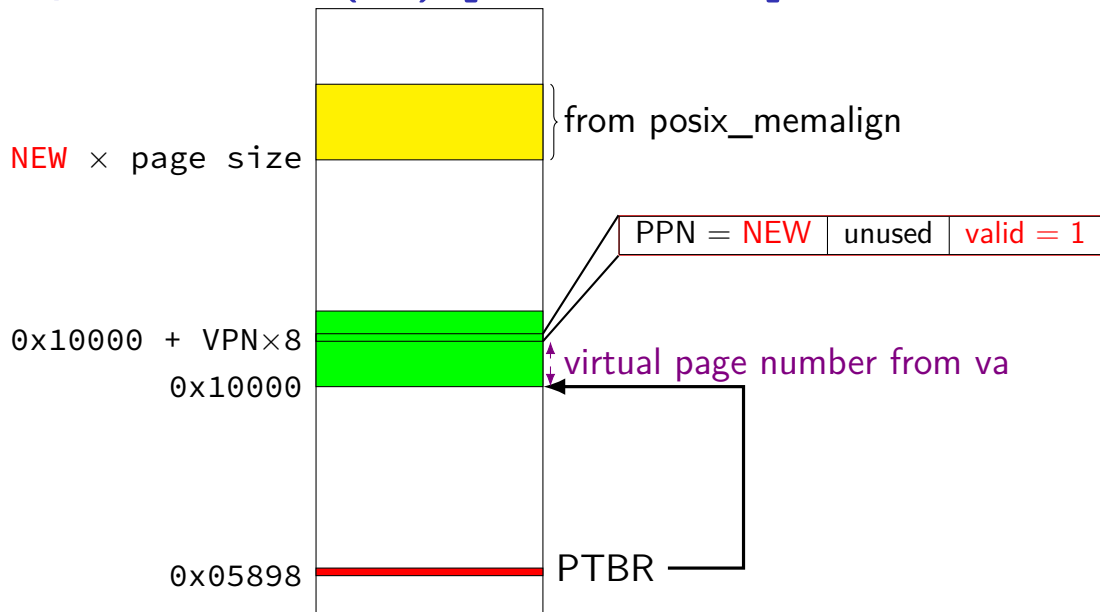 from posix_memalign
NEW × page size
PPN = NEW unused valid = 1
0x10000 + VPN×8
virtual page number from va
0x10000
PTBR
0x05898